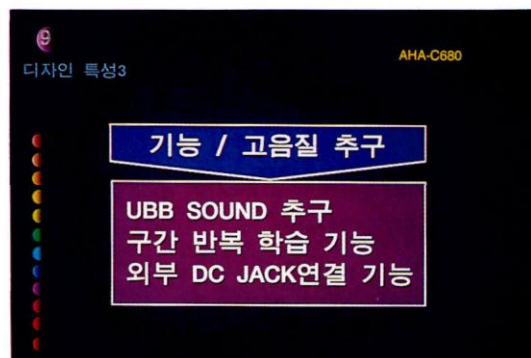 9
디자인 특성3
AHA-C680
기능 / 고음질 추구
UBB SOUND 추구
구간 반복 학습 기능
외부 DC JACK연결 기능